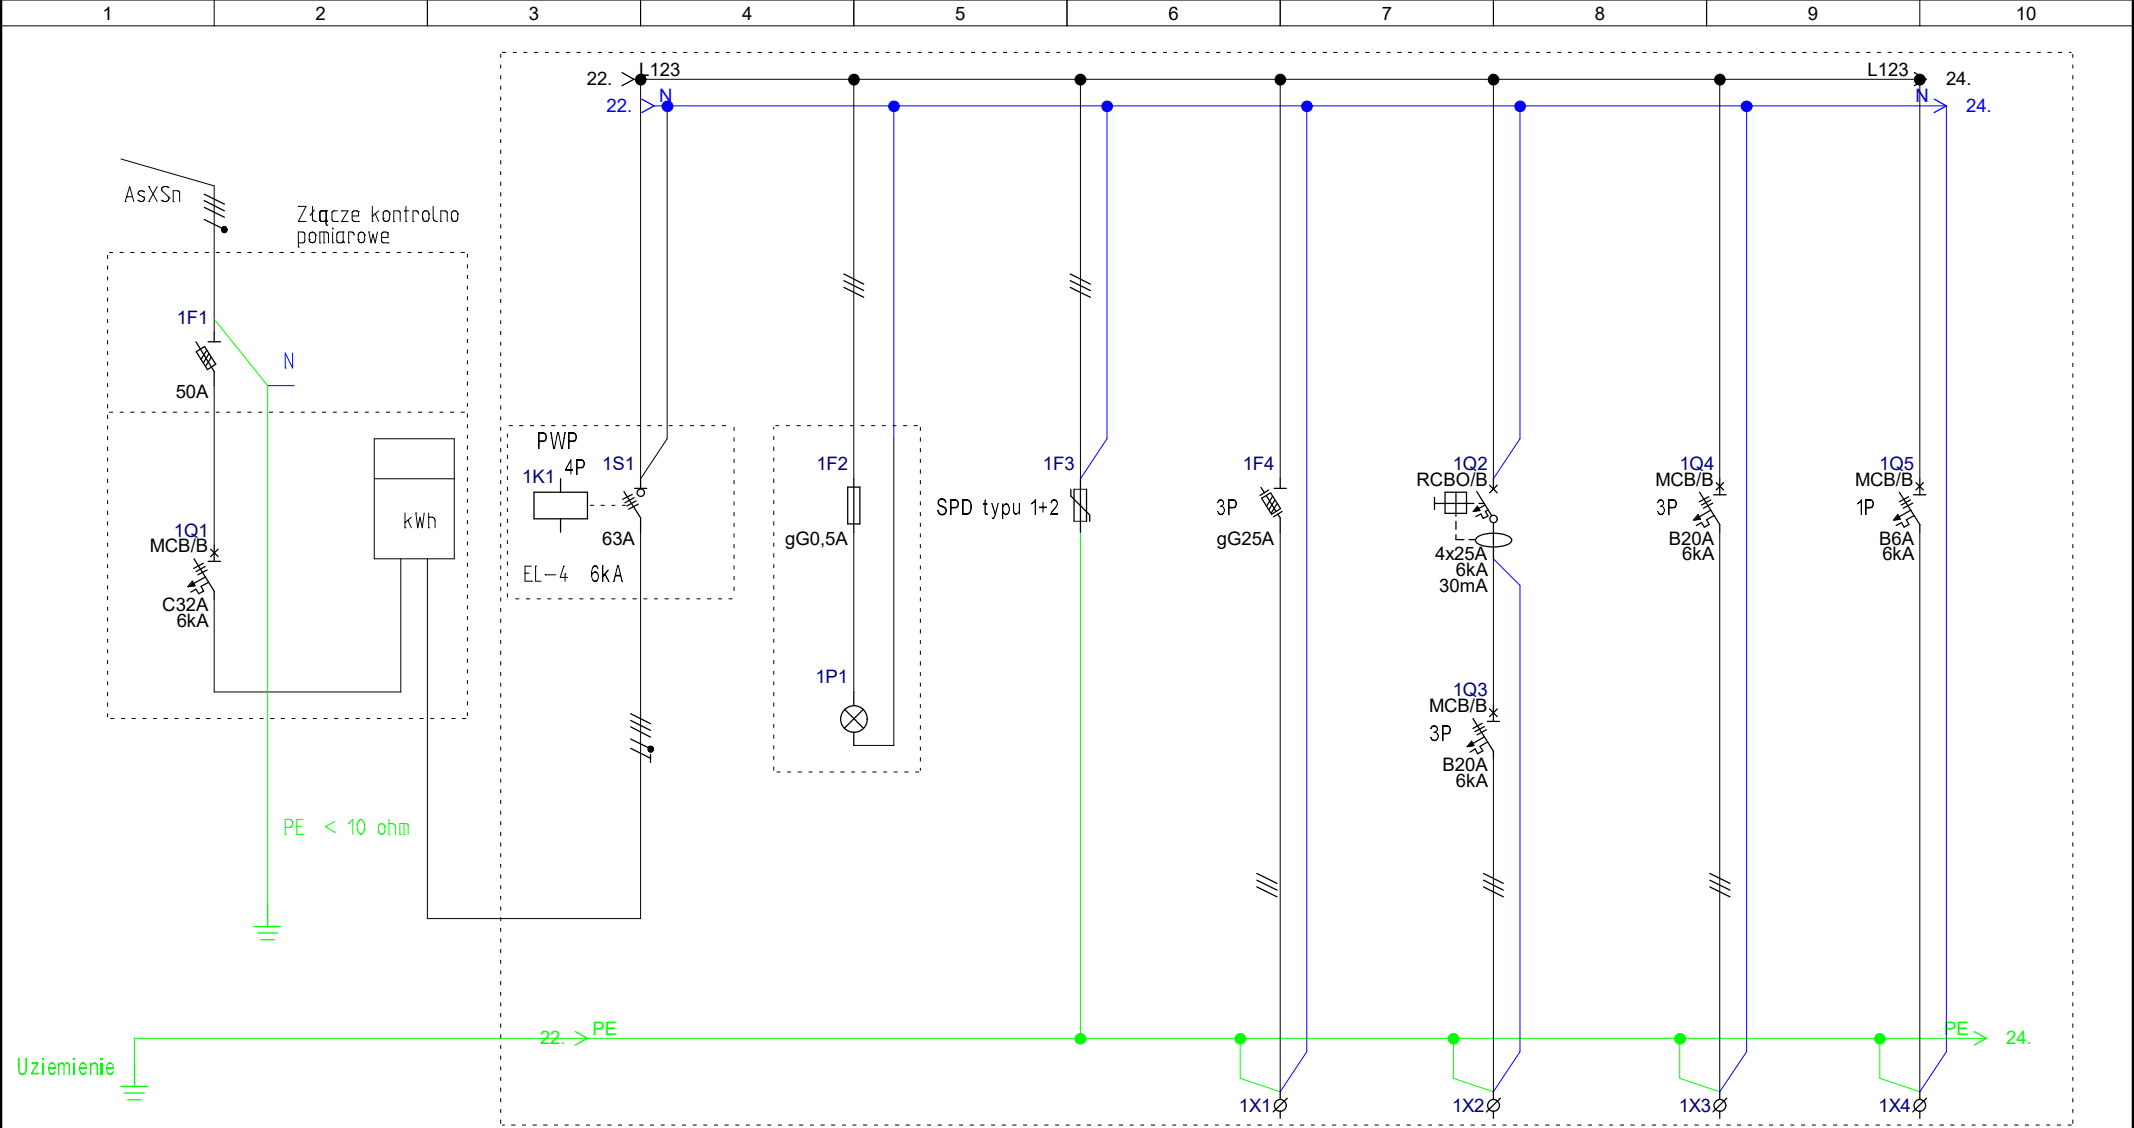 1 2 3 4 5 6 7 8 9 10
22. L123 L123 24.
22. N N 24.
AsXSn
Złącze kontrolno
pomiarowe
1F1
N
50A
kWh
1Q1
MCB/B
C32A
6kA
PE < 10 ohm
PWP
4P
1K1
1S1
63A
EL-4 6kA
1F2
gG0,5A
1P1
1F3
SPD typu 1+2
1F4
3P
gG25A
1Q2
RCBO/B
4x25A
6kA
30mA
1Q3
MCB/B
3P
B20A
6kA
1Q4
MCB/B
3P
B20A
6kA
1Q5
MCB/B
1P
B6A
6kA
22. PE PE 24.
Uziemienie
1X1 1X2 1X3 1X4